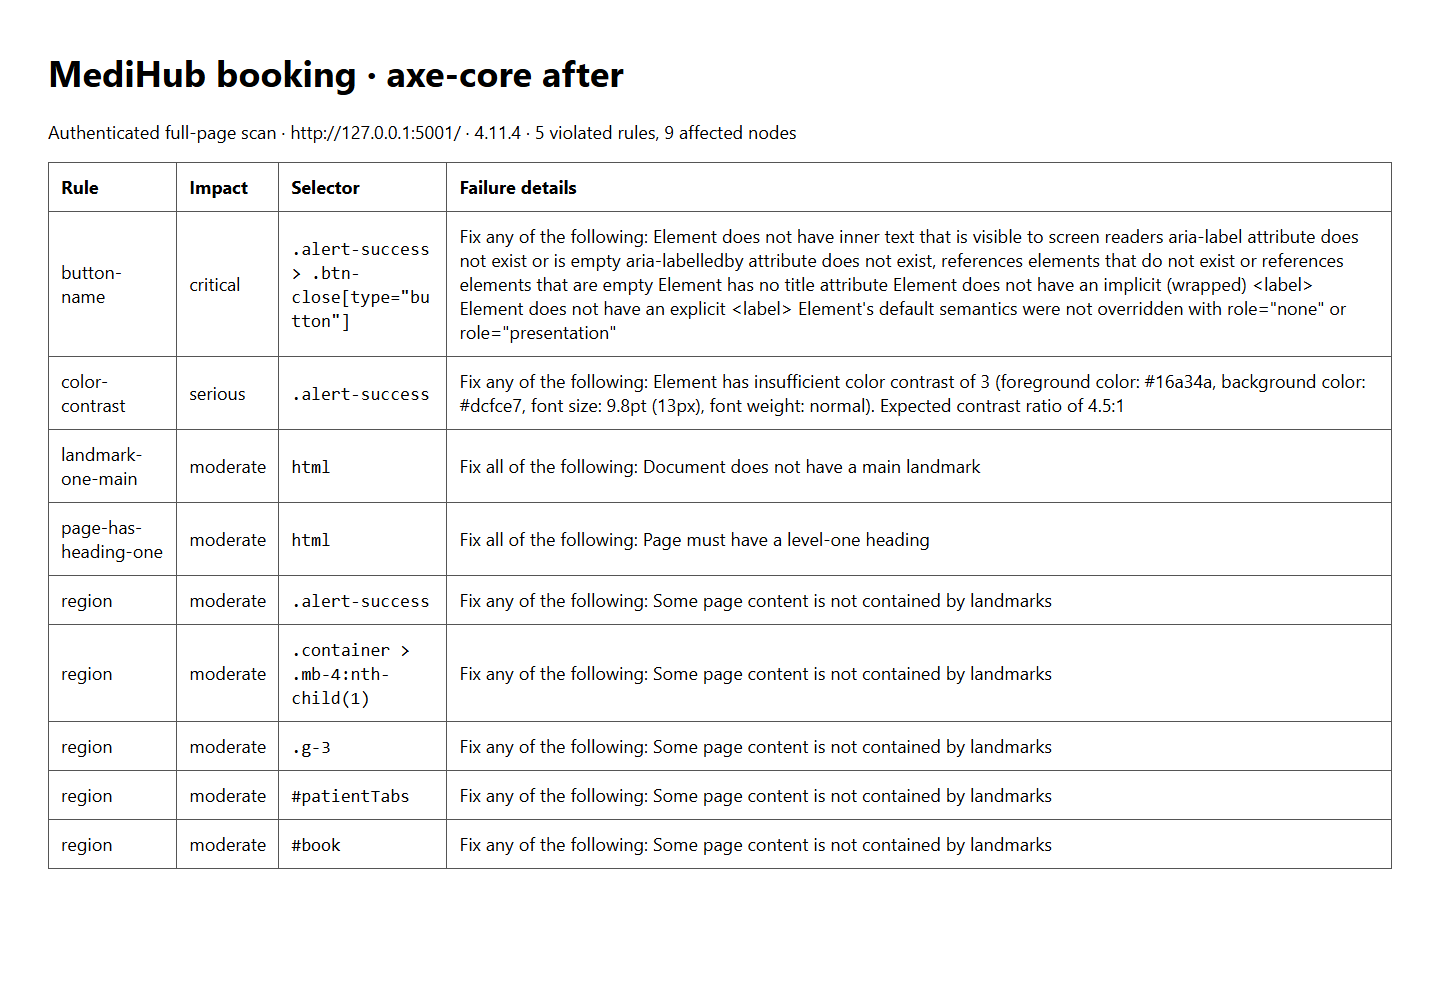 MediHub booking · axe-core after
Authenticated full-page scan · http://127.0.0.1:5001/ · 4.11.4 · 5 violated rules, 9 affected nodes
Rule Impact Selector Failure details
button-
name
critical
.alert-success
> .btn-
close[type="bu
tton"]
Fix any of the following: Element does not have inner text that is visible to screen readers aria-label attribute does
not exist or is empty aria-labelledby attribute does not exist, references elements that do not exist or references
elements that are empty Element has no title attribute Element does not have an implicit (wrapped) <label>
Element does not have an explicit <label> Element's default semantics were not overridden with role="none" or
role="presentation"
color-
contrast
serious
.alert-success
Fix any of the following: Element has insufficient color contrast of 3 (foreground color: #16a34a, background color:
#dcfce7, font size: 9.8pt (13px), font weight: normal). Expected contrast ratio of 4.5:1
landmark-
one-main
moderate
html
Fix all of the following: Document does not have a main landmark
page-has-
heading-one
moderate
html
Fix all of the following: Page must have a level-one heading
region moderate .alert-success Fix any of the following: Some page content is not contained by landmarks
region
moderate
.container >
.mb-4:nth-
child(1)
Fix any of the following: Some page content is not contained by landmarks
region moderate .g-3 Fix any of the following: Some page content is not contained by landmarks
region moderate #patientTabs Fix any of the following: Some page content is not contained by landmarks
region moderate #book Fix any of the following: Some page content is not contained by landmarks